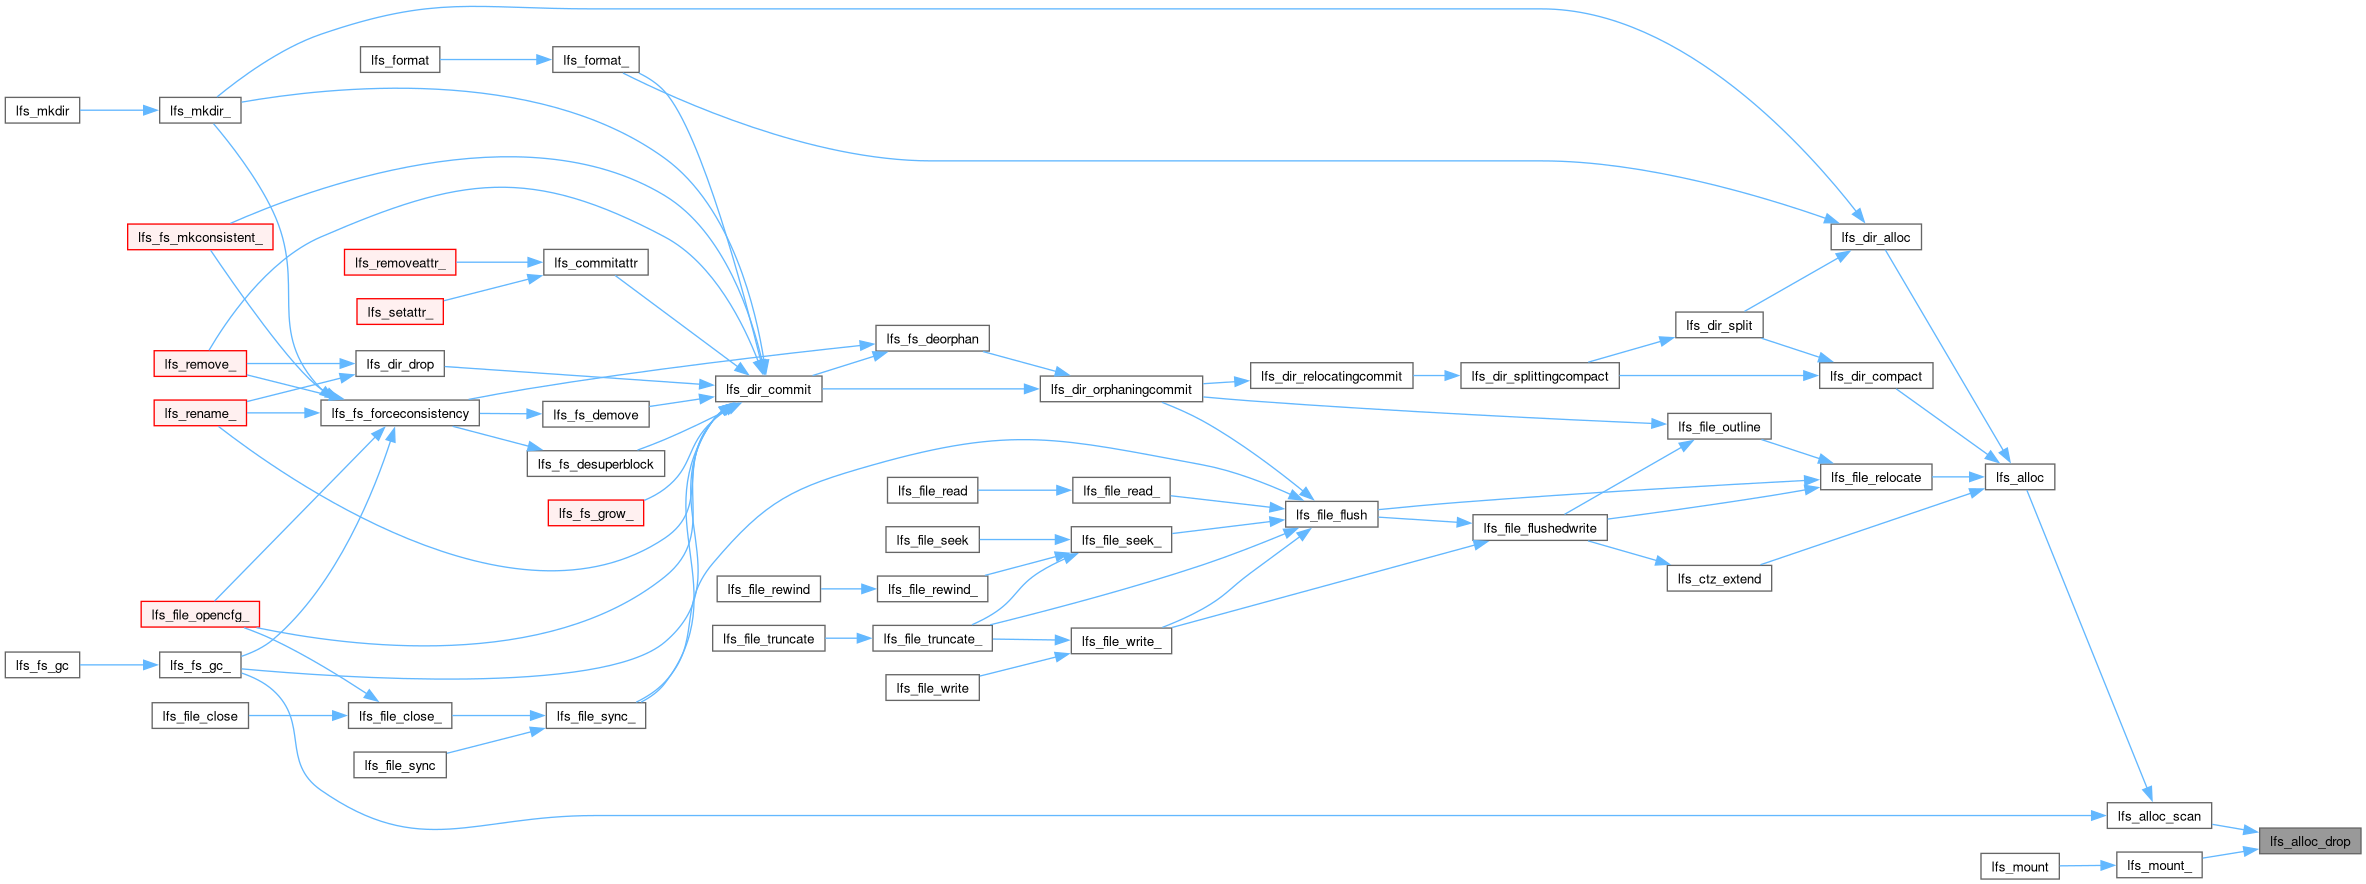 lfs_format
lfs_format_
lfs_mkdir
lfs_mkdir_
lfs_fs_mkconsistent_
lfs_dir_alloc
lfs_removeattr_
lfs_commitattr
lfs_setattr_
lfs_dir_split
lfs_fs_deorphan
lfs_remove_
lfs_dir_drop
lfs_dir_relocatingcommit
lfs_dir_splittingcompact
lfs_dir_compact
lfs_dir_commit
lfs_dir_orphaningcommit
lfs_rename_
lfs_fs_forceconsistency
lfs_fs_demove
lfs_file_outline
lfs_fs_desuperblock
lfs_file_relocate
lfs_alloc
lfs_file_read
lfs_file_read_
lfs_fs_grow_
lfs_file_flush
lfs_file_flushedwrite
lfs_file_seek
lfs_file_seek_
lfs_ctz_extend
lfs_file_rewind
lfs_file_rewind_
lfs_file_opencfg_
lfs_file_truncate
lfs_file_truncate_
lfs_file_write_
lfs_fs_gc
lfs_fs_gc_
lfs_file_write
lfs_file_close
lfs_file_close_
lfs_file_sync_
lfs_file_sync
lfs_alloc_scan
lfs_alloc_drop
lfs_mount
lfs_mount_